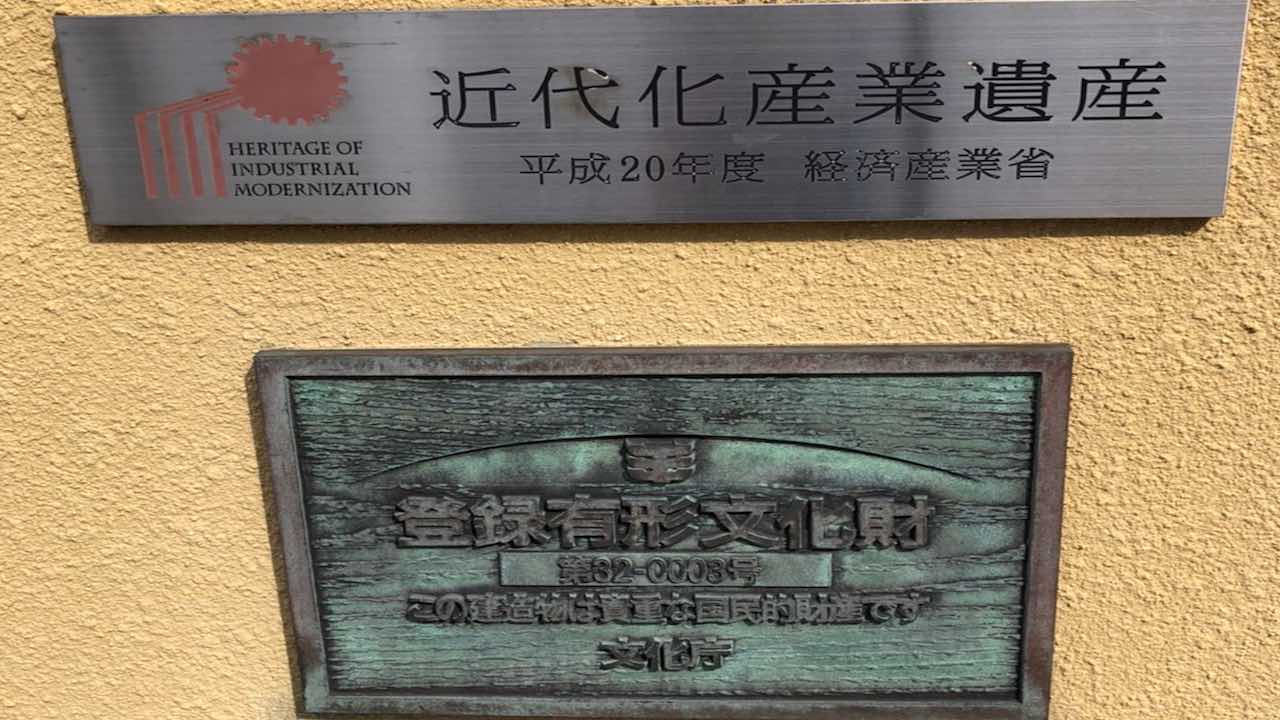 近代化産業遺産
平成20年度 経済産業省
HERITAGE OF
INDUSTRIAL
MODERNIZATION
登録有形文化財
第32-0003号
この建造物は貴重な国民的財産です
文化庁